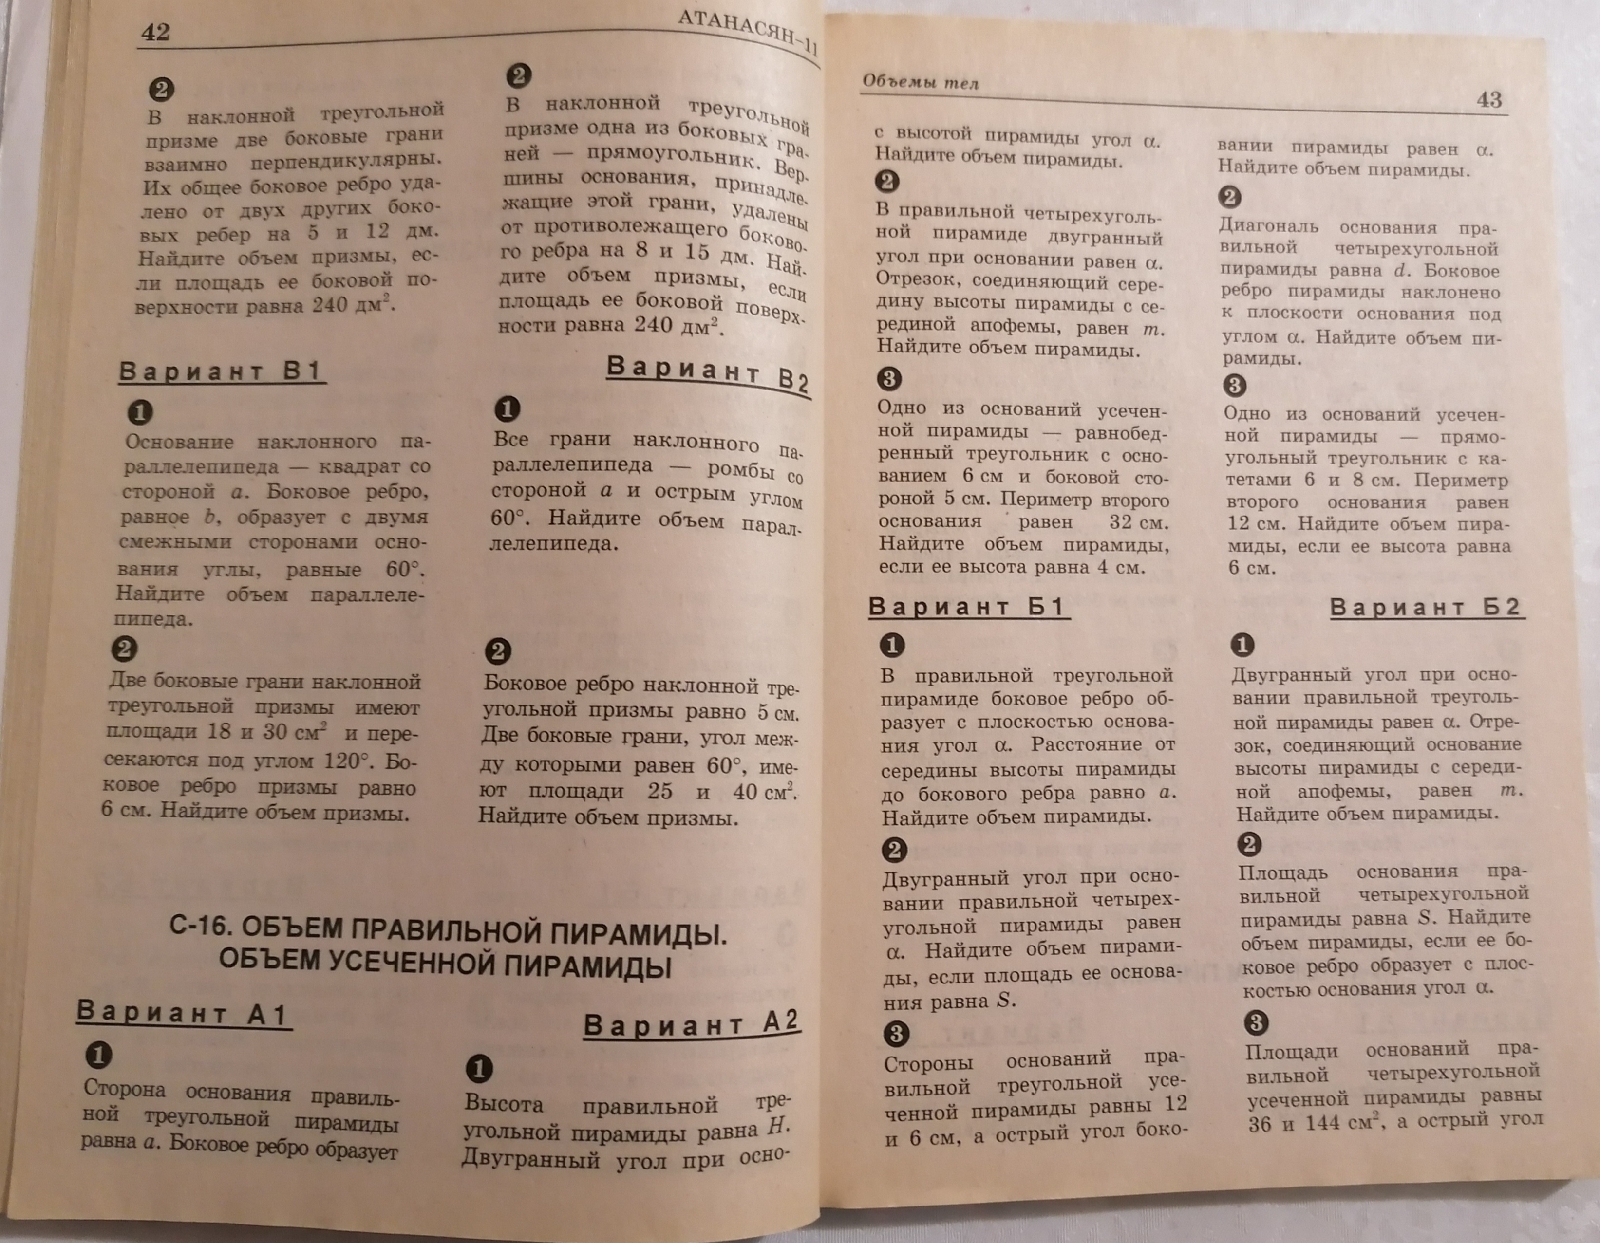 42
АТАНАСЯН–11
2
В наклонной треугольной
призме две боковые грани
взаимно перпендикулярны.
Их общее боковое ребро уда-
лено от двух других боко-
вых ребер на 5 и 12 дм.
Найдите объем призмы, ес-
ли площадь ее боковой по-
верхности равна 240 дм².
2
В наклонной треугольной
призме одна из боковых гра-
ней — прямоугольник. Вер-
шины основания, принадле-
жащие этой грани, удалены
от противолежащего боково-
го ребра на 8 и 15 дм. Най-
дите объем призмы, если
площадь ее боковой поверх-
ности равна 240 дм².
Вариант В1
1
Основание наклонного па-
раллелепипеда — квадрат со
стороной a. Боковое ребро,
равное b, образует с двумя
смежными сторонами осно-
вания углы, равные 60°.
Найдите объем параллеле-
пипеда.
2
Две боковые грани наклонной
треугольной призмы имеют
площади 18 и 30 см² и пере-
секаются под углом 120°. Бо-
ковое ребро призмы равно
6 см. Найдите объем призмы.
Вариант В2
1
Все грани наклонного па-
раллелепипеда — ромбы со
стороной a и острым углом
60°. Найдите объем парал-
лелепипеда.
2
Боковое ребро наклонной тре-
угольной призмы равно 5 см.
Две боковые грани, угол меж-
ду которыми равен 60°, име-
ют площади 25 и 40 см².
Найдите объем призмы.
С-16. ОБЪЕМ ПРАВИЛЬНОЙ ПИРАМИДЫ.
ОБЪЕМ УСЕЧЕННОЙ ПИРАМИДЫ
Вариант А1
1
Сторона основания правиль-
ной треугольной пирамиды
равна a. Боковое ребро образует
Вариант А2
1
Высота правильной тре-
угольной пирамиды равна H.
Двугранный угол при осно-
Объемы тел
43
с высотой пирамиды угол α.
Найдите объем пирамиды.
2
В правильной четырехуголь-
ной пирамиде двугранный
угол при основании равен α.
Отрезок, соединяющий сере-
дину высоты пирамиды с се-
рединой апофемы, равен m.
Найдите объем пирамиды.
3
Одно из оснований усечен-
ной пирамиды — равнобед-
ренный треугольник с осно-
ванием 6 см и боковой сто-
роной 5 см. Периметр второго
основания равен 32 см.
Найдите объем пирамиды,
если ее высота равна 4 см.
вании пирамиды равен α.
Найдите объем пирамиды.
2
Диагональ основания пра-
вильной четырехугольной
пирамиды равна d. Боковое
ребро пирамиды наклонено
к плоскости основания под
углом α. Найдите объем пи-
рамиды.
3
Одно из оснований усечен-
ной пирамиды — прямо-
угольный треугольник с ка-
тетами 6 и 8 см. Периметр
второго основания равен
12 см. Найдите объем пира-
миды, если ее высота равна
6 см.
Вариант Б1
1
В правильной треугольной
пирамиде боковое ребро об-
разует с плоскостью основа-
ния угол α. Расстояние от
середины высоты пирамиды
до бокового ребра равно a.
Найдите объем пирамиды.
2
Двугранный угол при осно-
вании правильной четырех-
угольной пирамиды равен
α. Найдите объем пирами-
ды, если площадь ее основа-
ния равна S.
3
Стороны оснований пра-
вильной треугольной усе-
ченной пирамиды равны 12
и 6 см, а острый угол боко-
Вариант Б2
1
Двугранный угол при осно-
вании правильной треуголь-
ной пирамиды равен α. Отре-
зок, соединяющий основание
высоты пирамиды с середи-
ной апофемы, равен m.
Найдите объем пирамиды.
2
Площадь основания пра-
вильной четырехугольной
пирамиды равна S. Найдите
объем пирамиды, если ее бо-
ковое ребро образует с плос-
костью основания угол α.
3
Площади оснований пра-
вильной четырехугольной
усеченной пирамиды равны
36 и 144 см², а острый угол